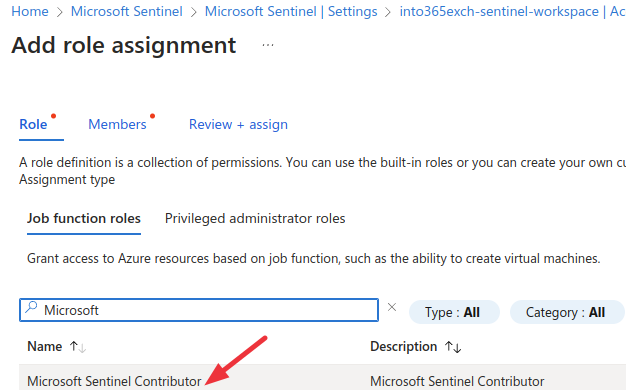 Home > Microsoft Sentinel > Microsoft Sentinel | Settings > into365exch-sentinel-workspace | Ac
Add role assignment ...
Role Members Review + assign
A role definition is a collection of permissions. You can use the built-in roles or you can create your own cu
Assignment type
Job function roles Privileged administrator roles
Grant access to Azure resources based on job function, such as the ability to create virtual machines.
Microsoft × Type : All Category : All
Name ↑↓ Description ↑↓
Microsoft Sentinel Contributor Microsoft Sentinel Contributor